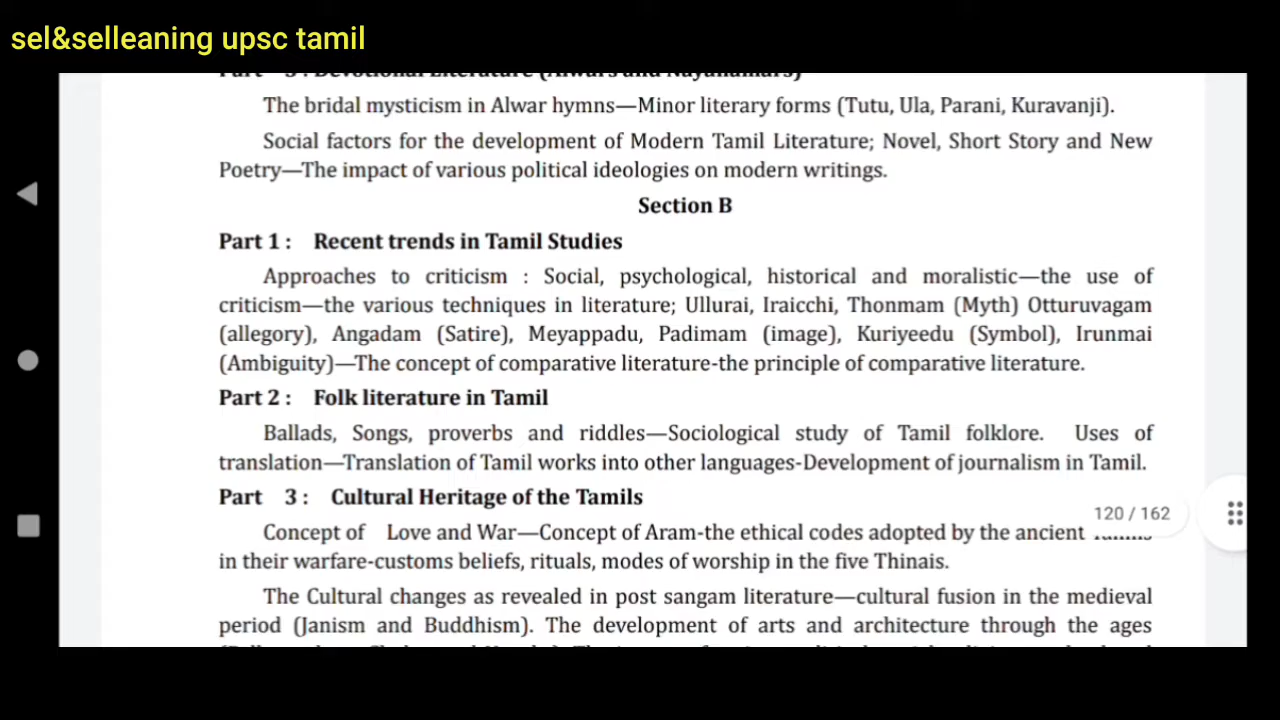 sel&selleaning upsc tamil
Part 3 : Devotional Literature (Alwars and Nayanamars)
The bridal mysticism in Alwar hymns—Minor literary forms (Tutu, Ula, Parani, Kuravanji).
Social factors for the development of Modern Tamil Literature; Novel, Short Story and New
Poetry—The impact of various political ideologies on modern writings.
Section B
Part 1 : Recent trends in Tamil Studies
Approaches to criticism : Social, psychological, historical and moralistic—the use of
criticism—the various techniques in literature; Ullurai, Iraicchi, Thonmam (Myth) Otturuvagam
(allegory), Angadam (Satire), Meyappadu, Padimam (image), Kuriyeedu (Symbol), Irunmai
(Ambiguity)—The concept of comparative literature-the principle of comparative literature.
Part 2 : Folk literature in Tamil
Ballads, Songs, proverbs and riddles—Sociological study of Tamil folklore. Uses of
translation—Translation of Tamil works into other languages-Development of journalism in Tamil.
Part 3 : Cultural Heritage of the Tamils
120 / 162
Concept of Love and War—Concept of Aram-the ethical codes adopted by the ancient
in their warfare-customs beliefs, rituals, modes of worship in the five Thinais.
The Cultural changes as revealed in post sangam literature—cultural fusion in the medieval
period (Janism and Buddhism). The development of arts and architecture through the ages